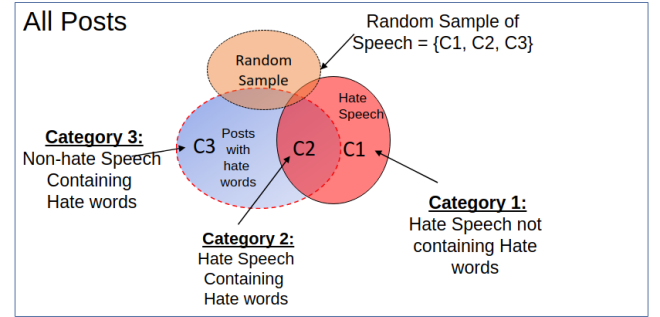 All Posts
Random Sample of
Speech = {C1, C2, C3}
Random
Sample
Hate
Speech
Category 3:
Non-hate Speech
Containing
Hate words
C3
Posts
with
hate
words
C2
C1
Category 1:
Hate Speech not
containing Hate
words
Category 2:
Hate Speech
Containing
Hate words